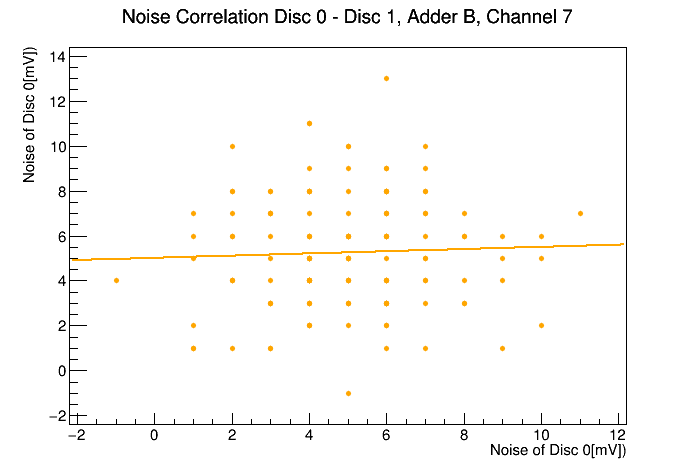 Noise Correlation Disc 0 - Disc 1, Adder B, Channel 7
Noise of Disc 0[mV])
14
12
10
8
6
4
2
0
−2
−2 0 2 4 6 8 10 12
Noise of Disc 0[mV])